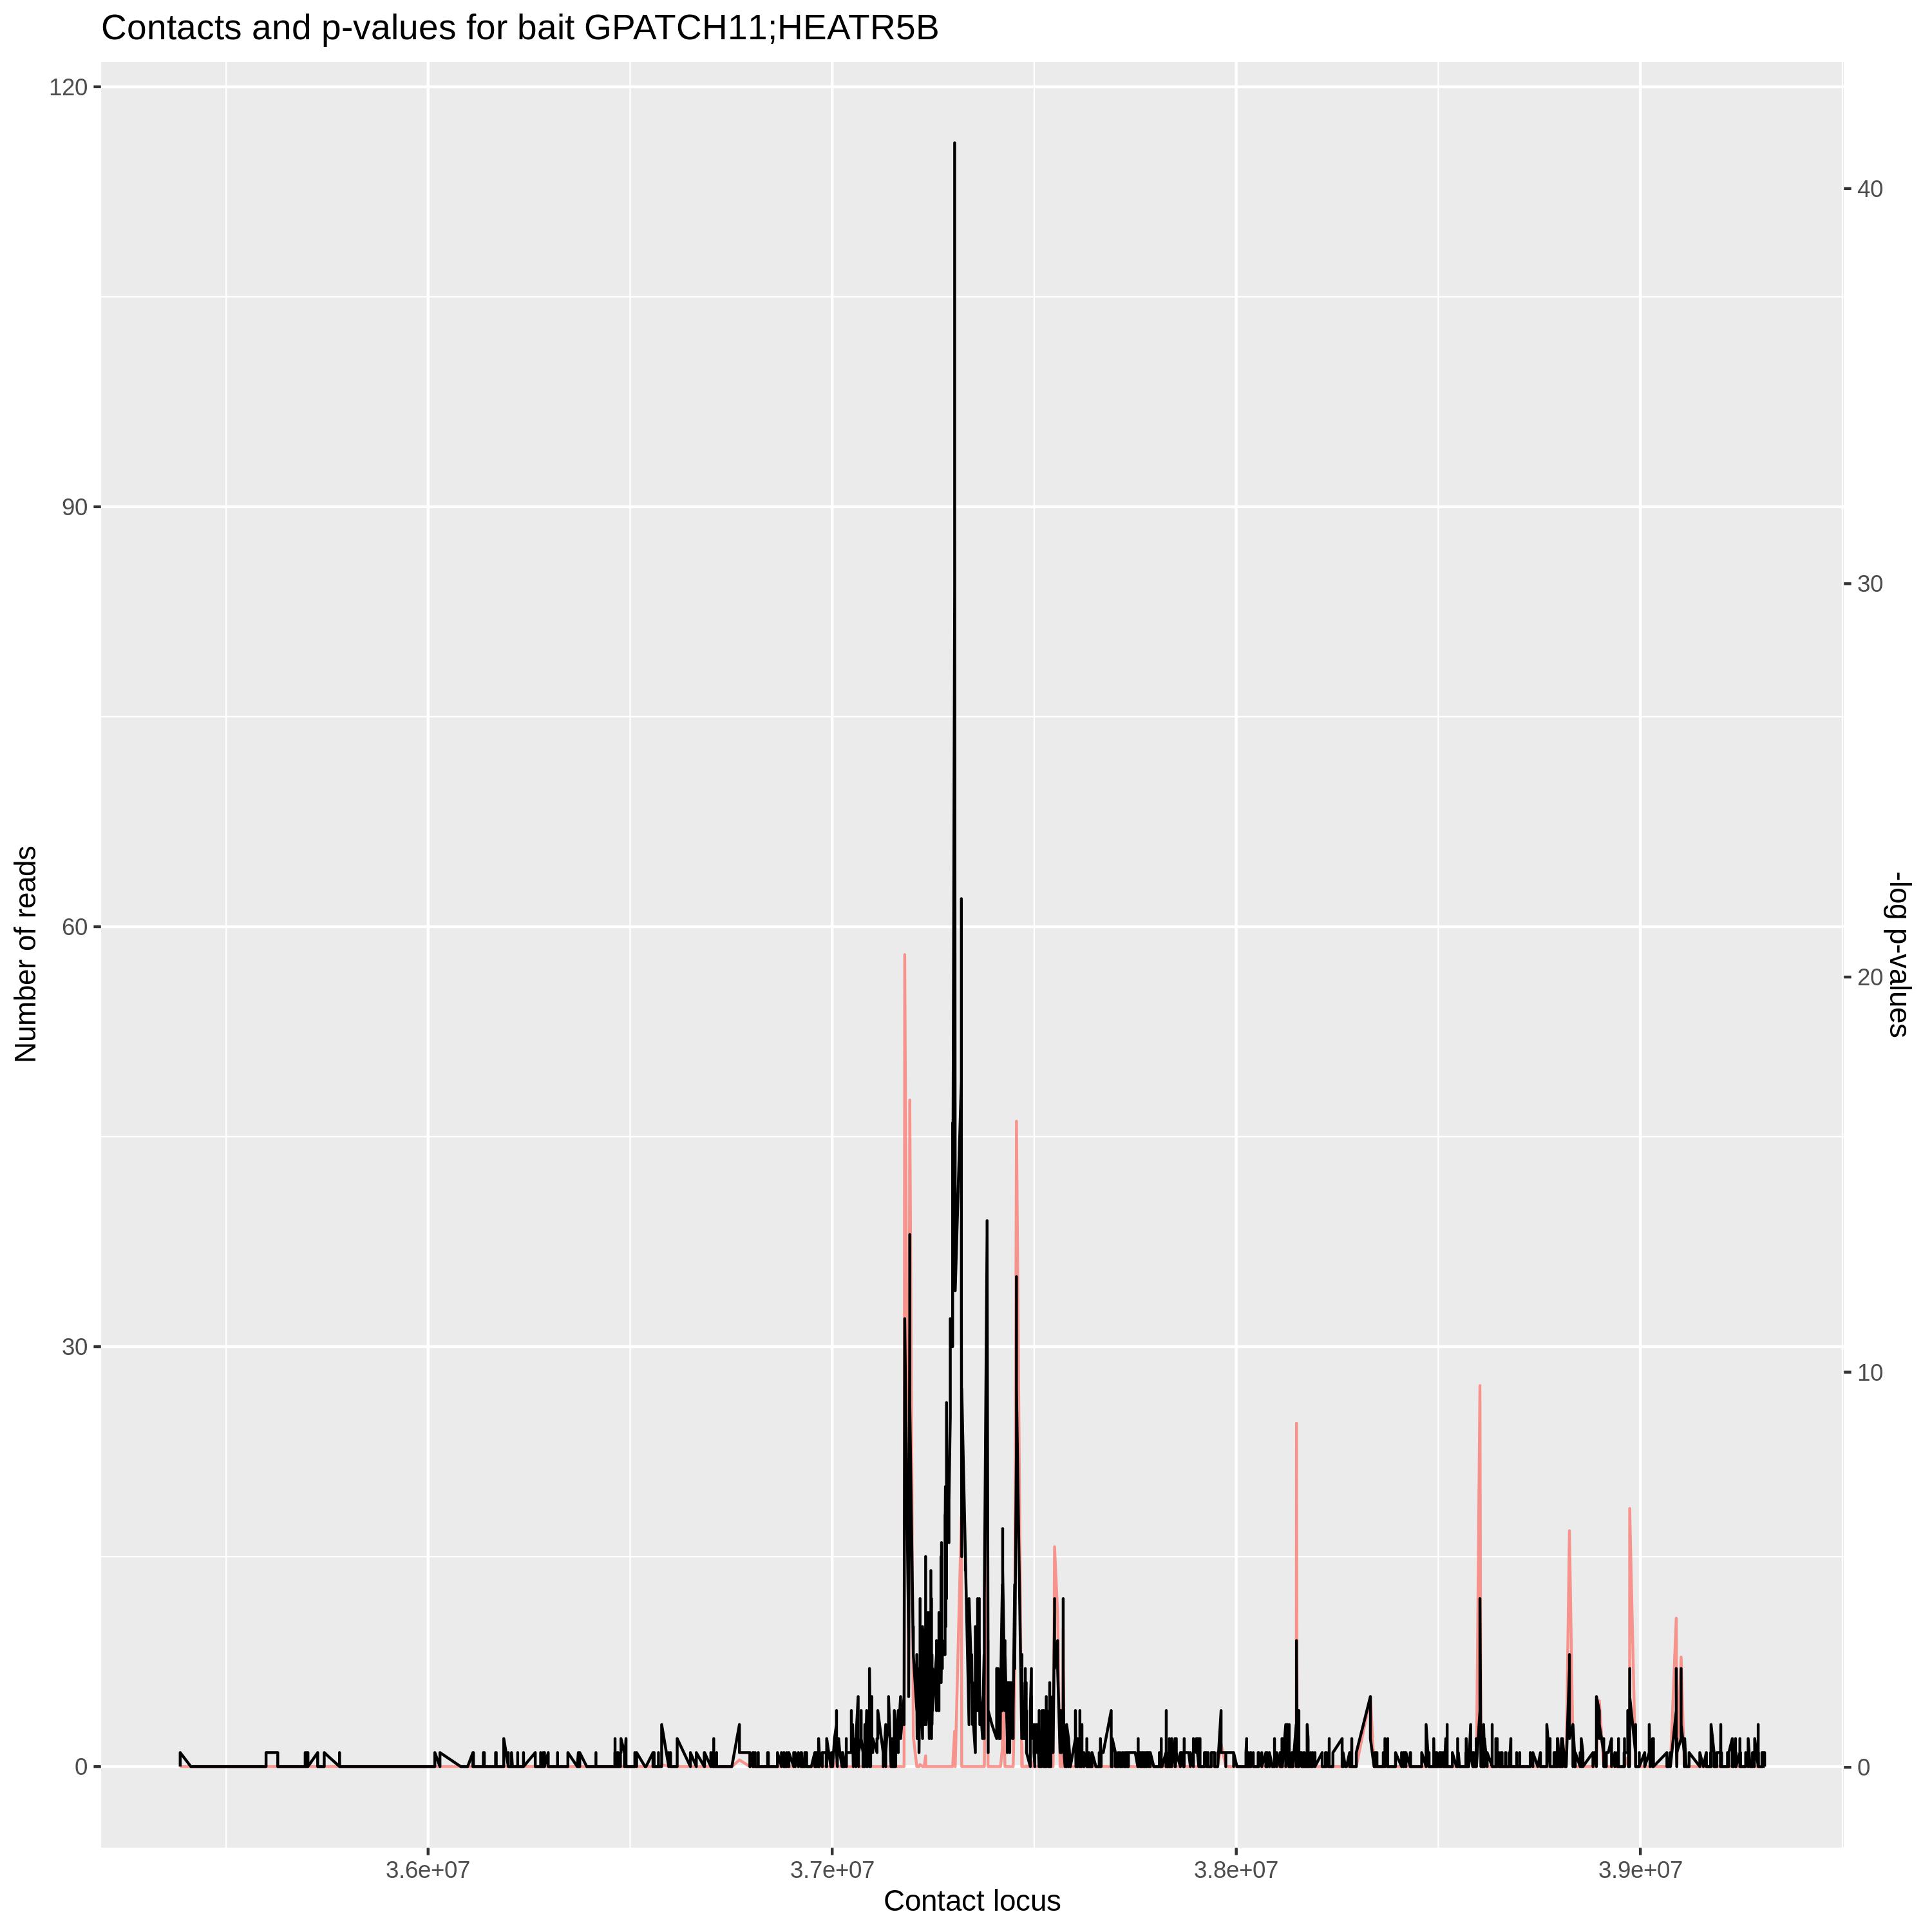 Contacts and p-values for bait GPATCH11;HEATR5B
120
90
60
30
0
Number of reads
40
30
20
10
0
-log p-values
3.6e+07
3.7e+07
3.8e+07
3.9e+07
Contact locus